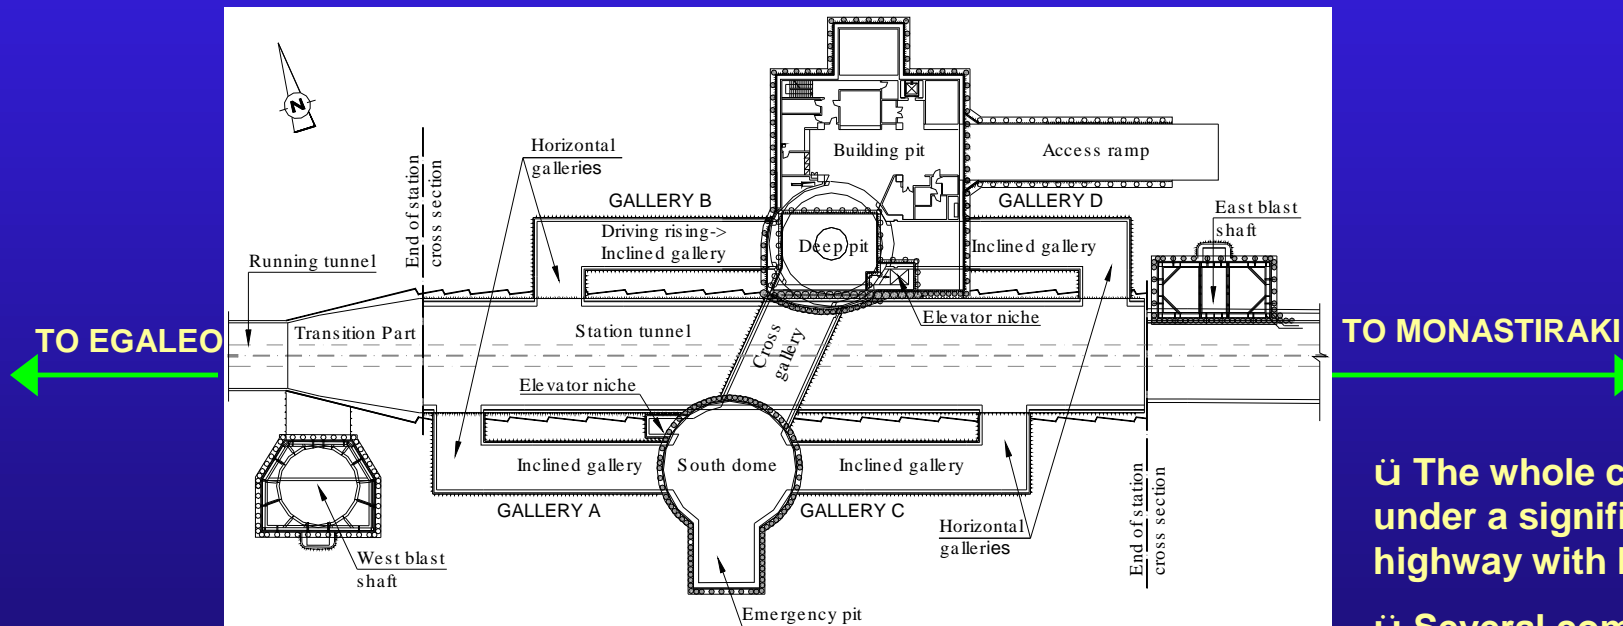 N
Building pit
Access ramp
Horizontal
galleries
End of station
cross section
GALLERY B
GALLERY D
East blast
shaft
Driving rising->
Inclined gallery
Deep pit
Inclined gallery
Running tunnel
TO EGALEO
Transition Part
Station tunnel
Cross
gallery
Elevator niche
TO MONASTIRAKI
Elevator niche
Inclined gallery
South dome
Inclined gallery
GALLERY A
GALLERY C
Horizontal
galleries
End of station
cross section
West blast
shaft
Emergency pit
ü The whole c
under a signifi
highway with